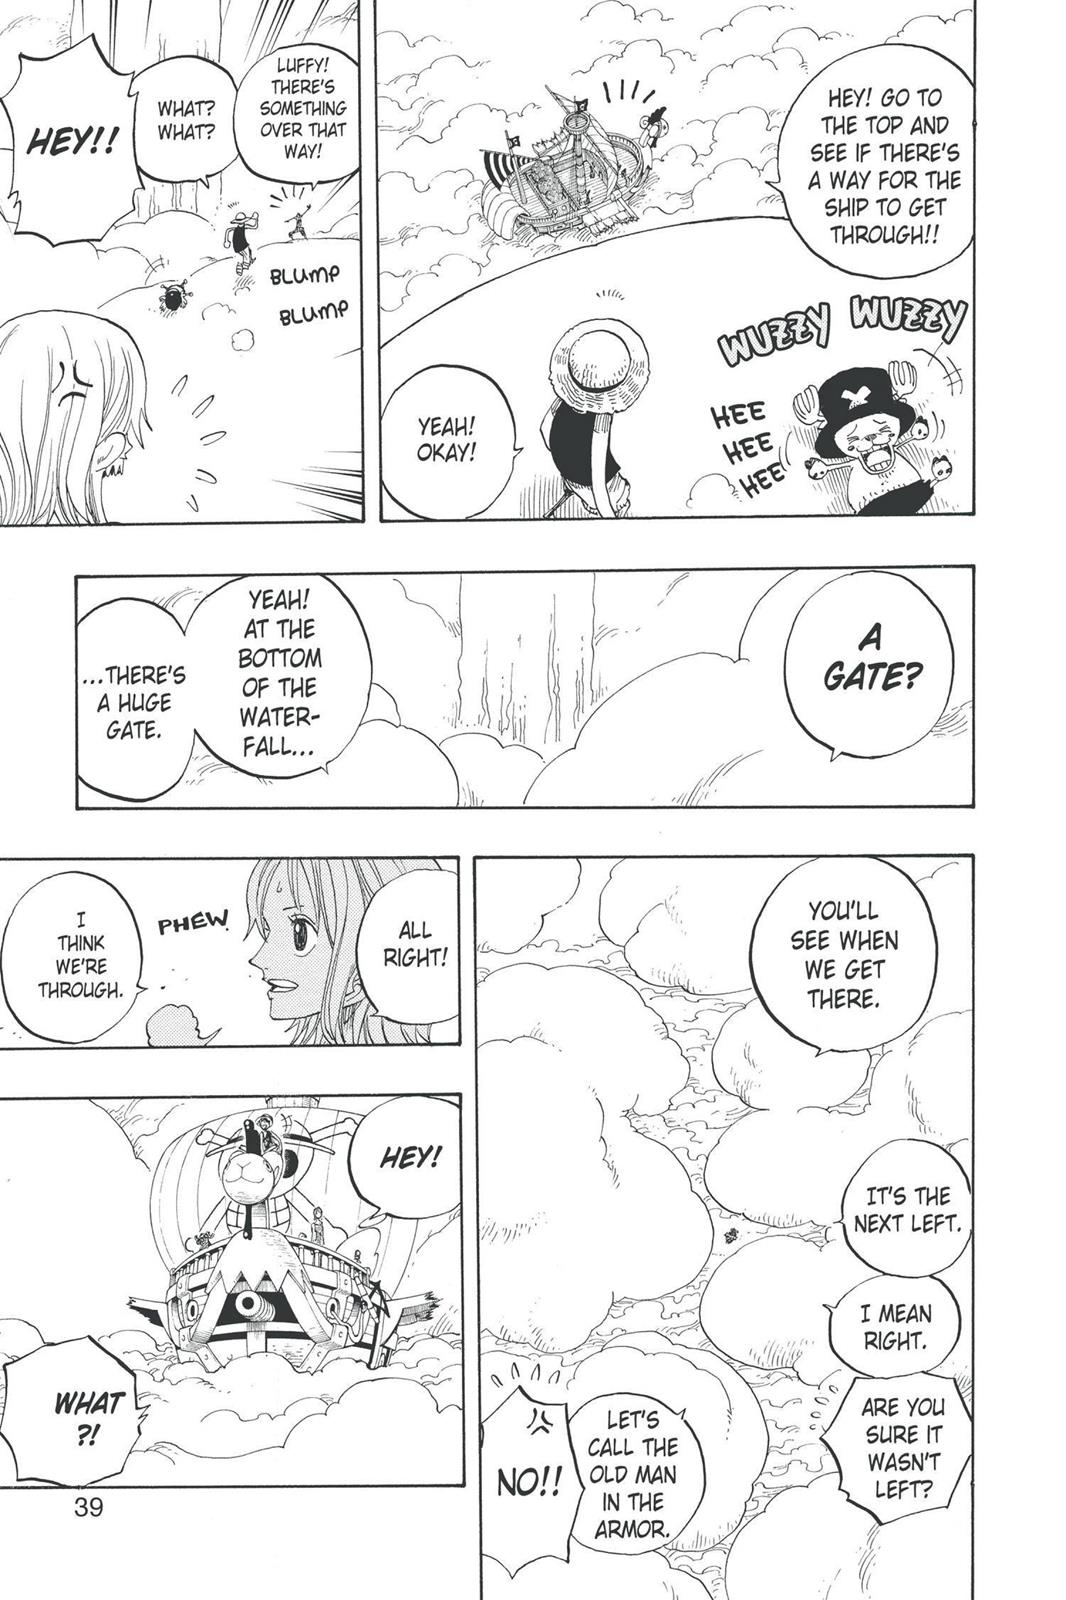 HEY! GO TO
THE TOP AND
SEE IF THERE'S
A WAY FOR THE
SHIP TO GET
THROUGH!!
WUZZY WUZZY
HEE
HEE
HEE
YEAH!
OKAY!
LUFFY!
THERE'S
SOMETHING
OVER THAT
WAY!
WHAT?
WHAT?
HEY!!
BLUMP
BLUMP
A
GATE?
YEAH!
AT THE
BOTTOM
OF THE
WATER-
FALL...
...THERE'S
A HUGE
GATE.
YOU'LL
SEE WHEN
WE GET
THERE.
IT'S THE
NEXT LEFT.
I MEAN
RIGHT.
ARE YOU
SURE IT
WASN'T
LEFT?
LET'S
CALL THE
OLD MAN
IN THE
ARMOR.
NO!!
ALL
RIGHT!
PHEW.
I
THINK
WE'RE
THROUGH.
HEY!
WHAT
?!
39